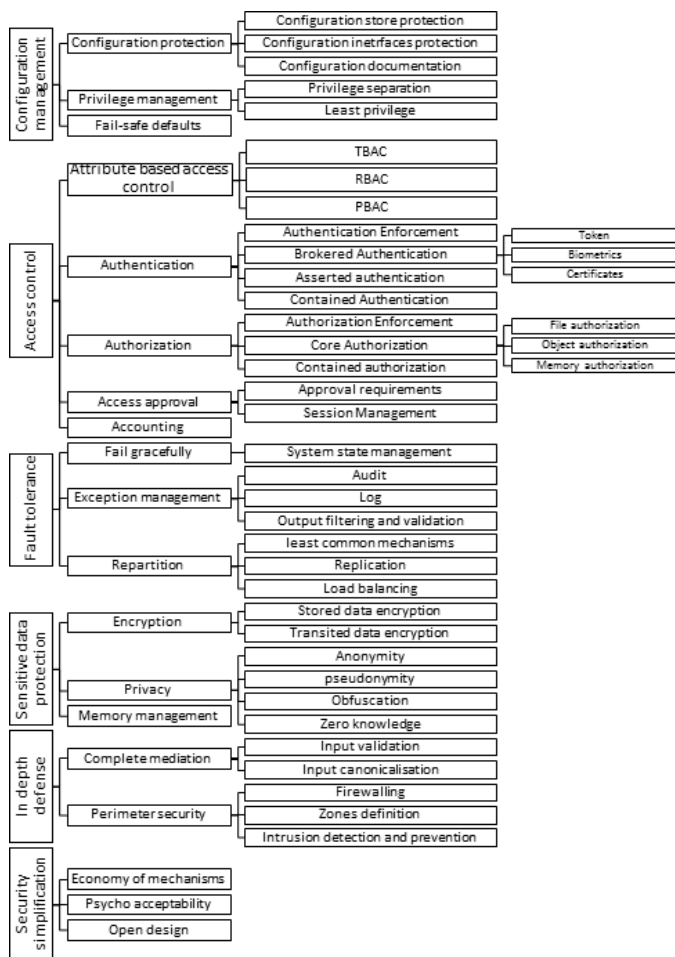 Configuration
management
Configuration protection
Configuration store protection
Configuration inetrfaces protection
Configuration documentation
Privilege management
Privilege separation
Least privilege
Fail-safe defaults
Access control
Attribute based access
control
TBAC
RBAC
PBAC
Authentication
Authentication Enforcement
Brokered Authentication
Token
Biometrics
Certificates
Asserted authentication
Contained Authentication
Authorization
Authorization Enforcement
Core Authorization
File authorization
Object authorization
Memory authorization
Contained authorization
Access approval
Approval requirements
Session Management
Accounting
Fault tolerance
Fail gracefully
System state management
Exception management
Audit
Log
Output filtering and validation
Repartition
least common mechanisms
Replication
Load balancing
Sensitive data
protection
Encryption
Stored data encryption
Transited data encryption
Privacy
Anonymity
pseudonymity
Obfuscation
Zero knowledge
Memory management
In depth
defense
Complete mediation
Input validation
Input canonicalisation
Perimeter security
Firewalling
Zones definition
Intrusion detection and prevention
Security
simplification
Economy of mechanisms
Psycho acceptability
Open design